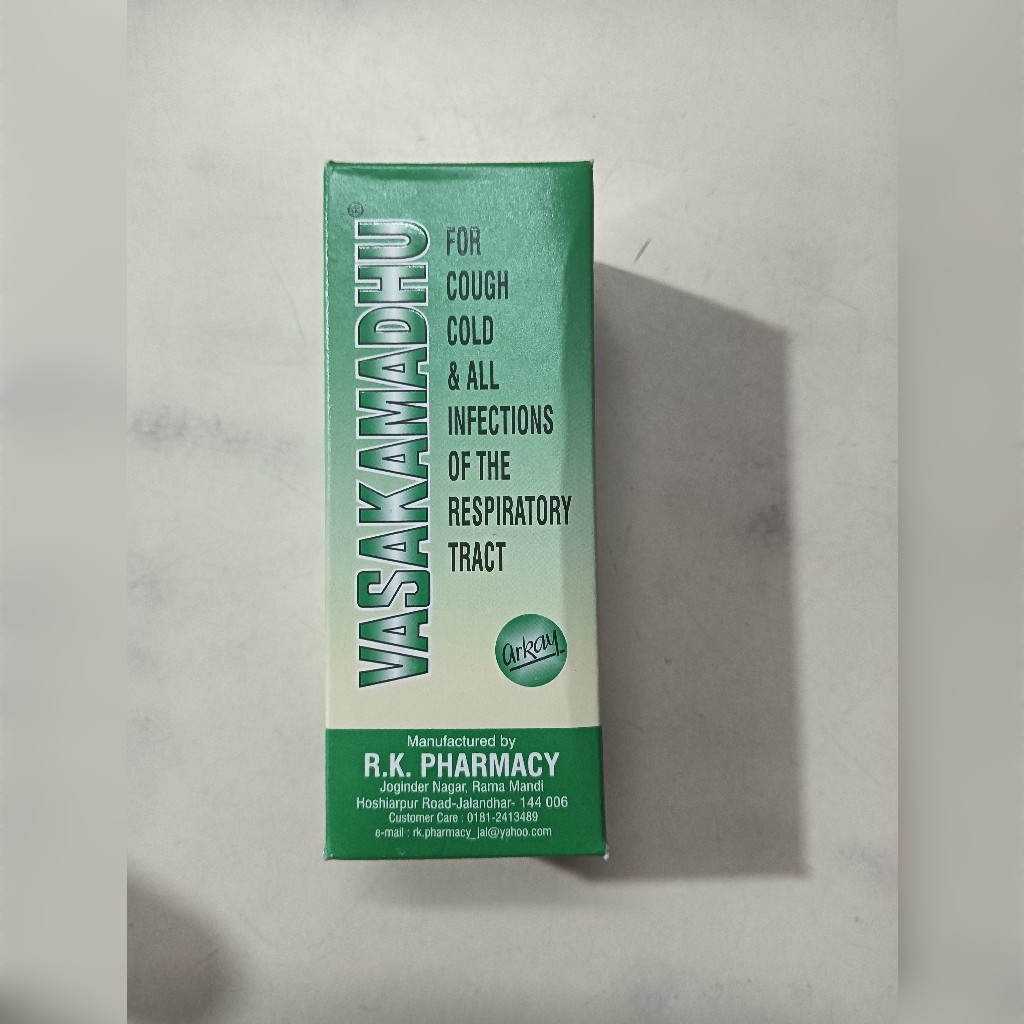 VASAKAMADHU®
FOR
COUGH
COLD
& ALL
INFECTIONS
OF THE
RESPIRATORY
TRACT
arkay
Manufactured by
R.K. PHARMACY
Joginder Nagar, Rama Mandi
Hoshiarpur Road-Jalandhar- 144 006
Customer Care : 0181-2413489
e-mail : rk.pharmacy_jal@yahoo.com